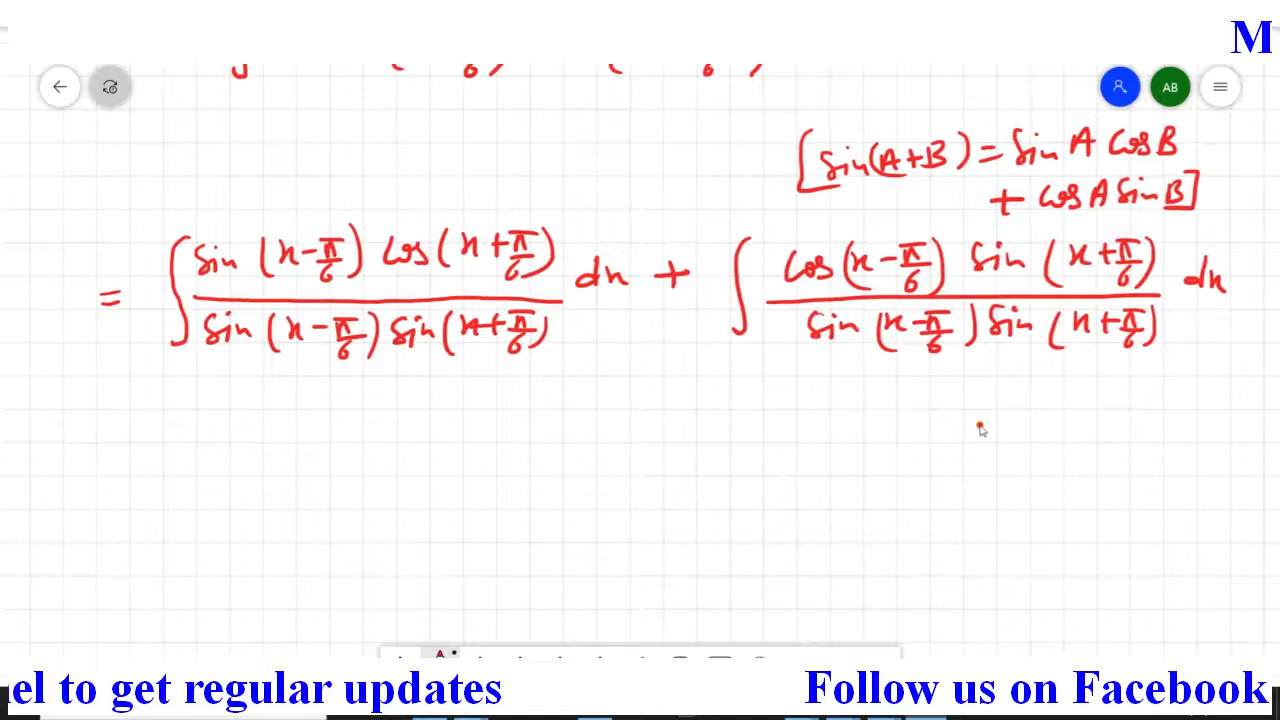 M
AB
[sin(A+B) = sin A cos B
+ cos A sin B]
= ∫ sin(x-π/6) cos(x+π/6) / sin(x-π/6) sin(x+π/6) dx + ∫ cos(x-π/6) sin(x+π/6) / sin(x-π/6) sin(x+π/6) dx
el to get regular updates Follow us on Facebook